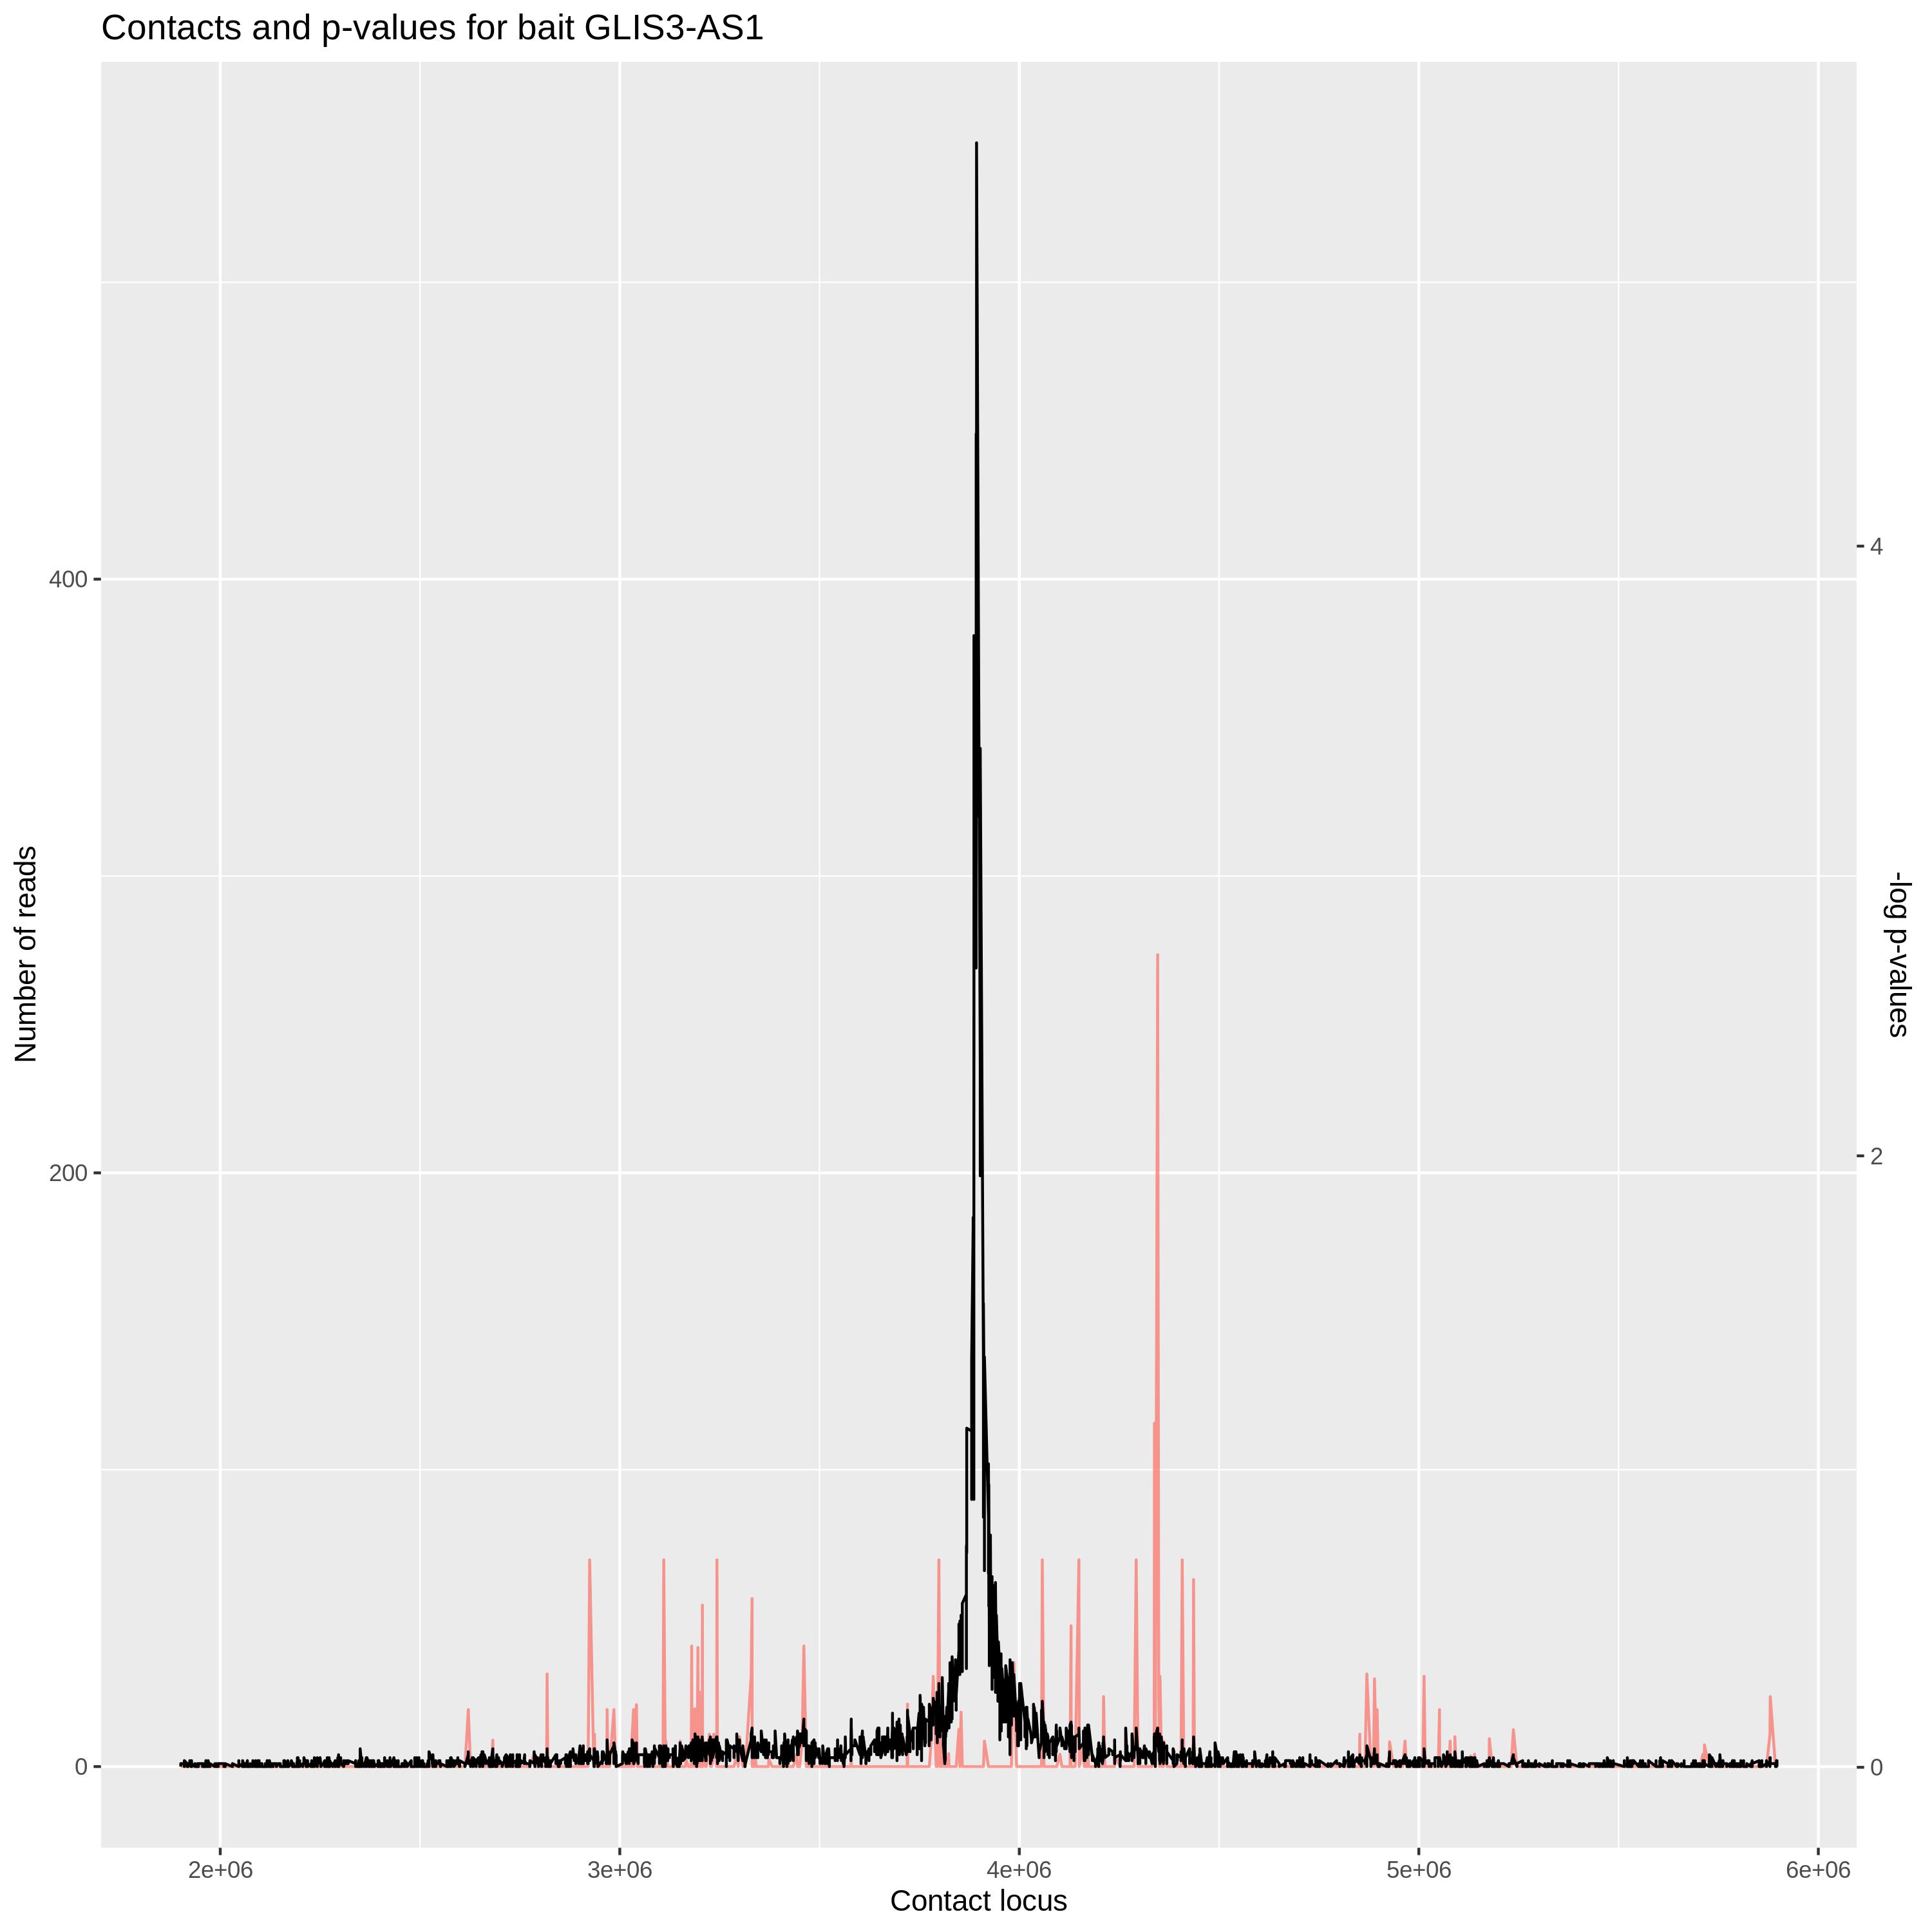 Contacts and p-values for bait GLIS3-AS1
400
200
0
Number of reads
4
2
0
-log p-values
2e+06
3e+06
4e+06
5e+06
6e+06
Contact locus